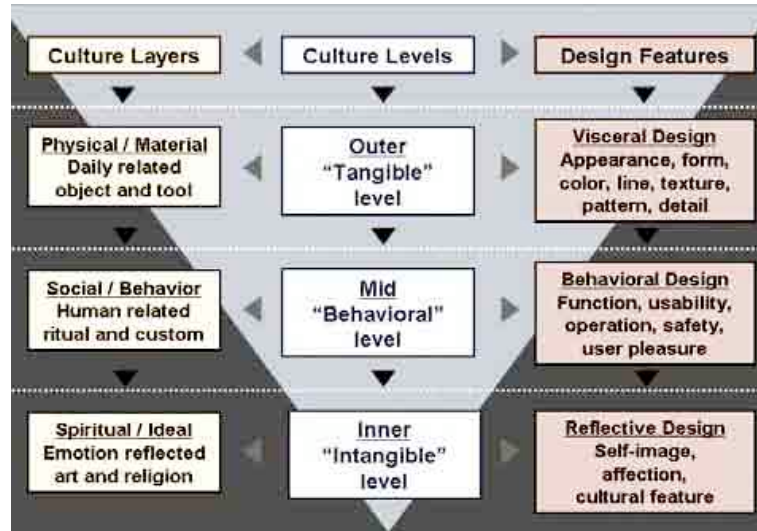 Culture Layers
Culture Levels
Design Features
Physical / Material
Daily related
object and tool
Outer
“Tangible”
level
Visceral Design
Appearance, form,
color, line, texture,
pattern, detail
Social / Behavior
Human related
ritual and custom
Mid
“Behavioral”
level
Behavioral Design
Function, usability,
operation, safety,
user pleasure
Spiritual / Ideal
Emotion reflected
art and religion
Inner
“Intangible”
level
Reflective Design
Self-image,
affection,
cultural feature